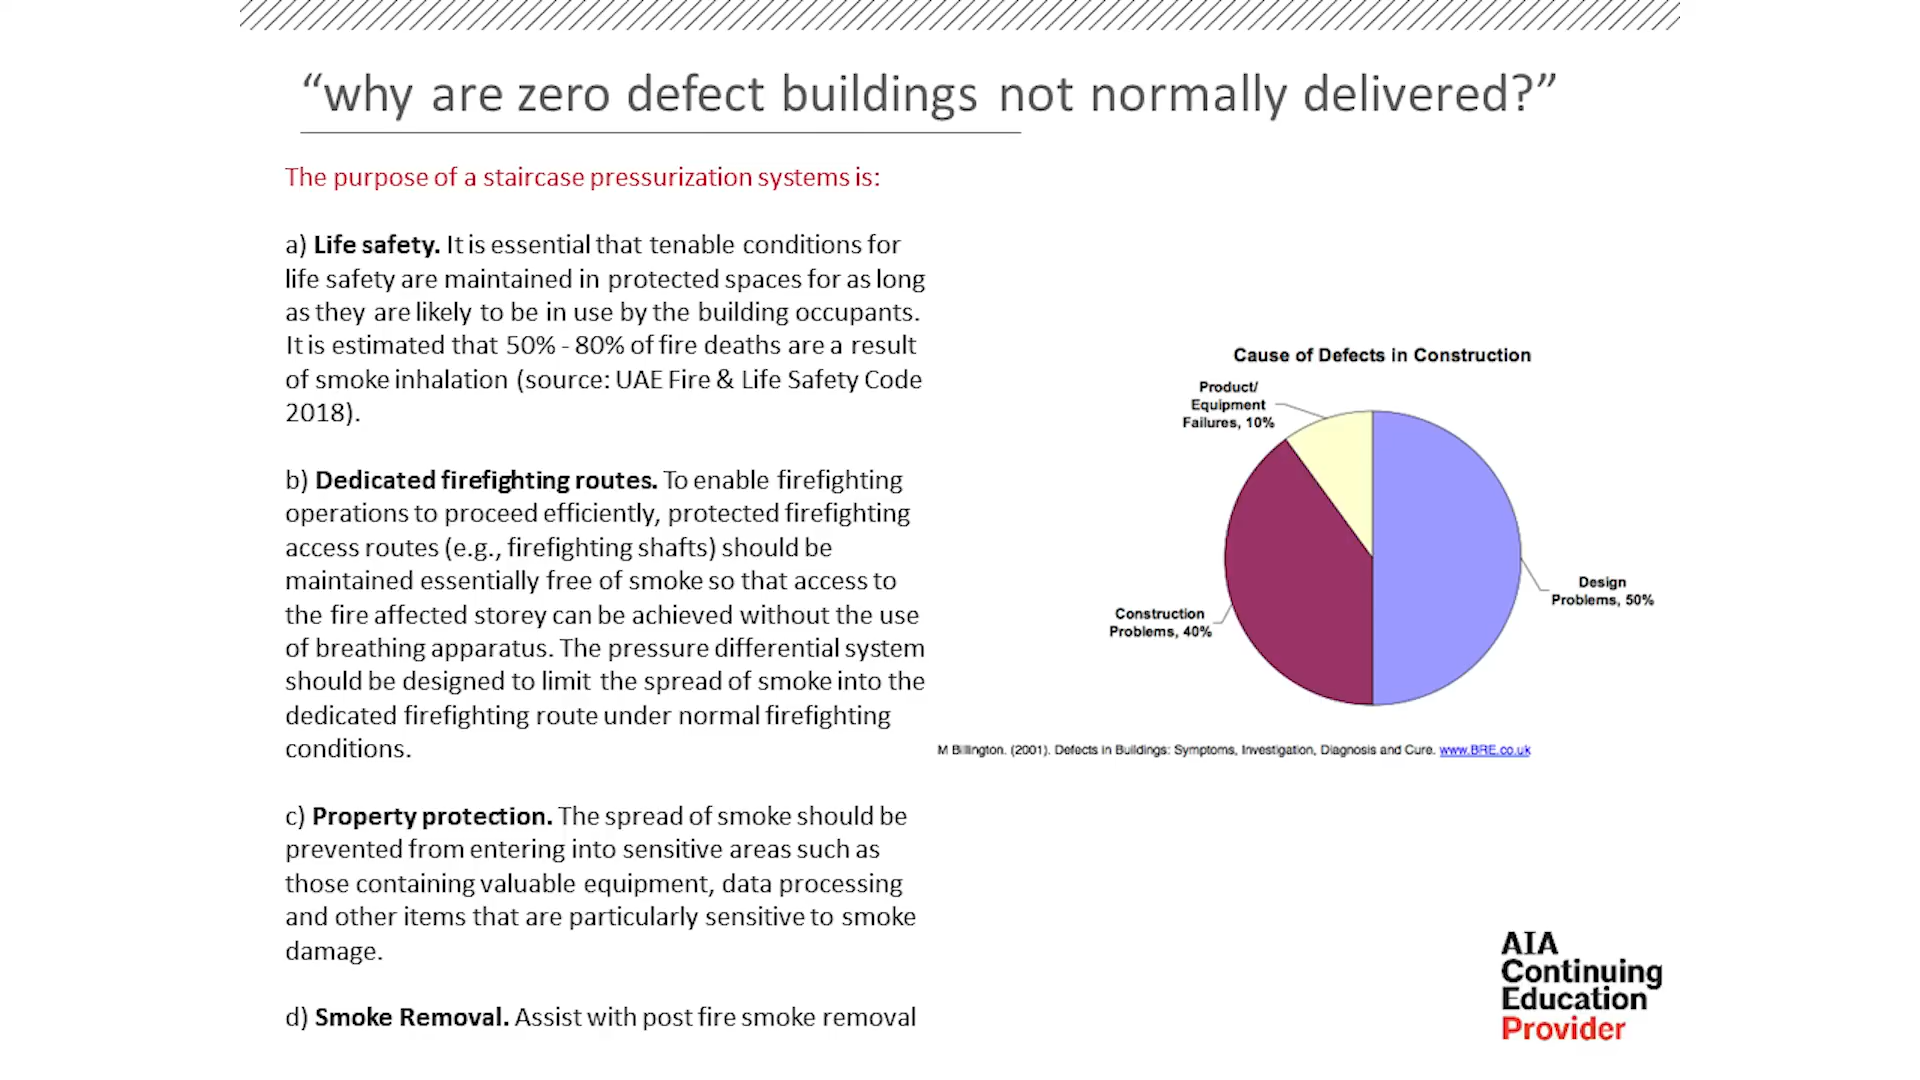 “why are zero defect buildings not normally delivered?”
The purpose of a staircase pressurization systems is:
a) Life safety. It is essential that tenable conditions for
life safety are maintained in protected spaces for as long
as they are likely to be in use by the building occupants.
It is estimated that 50% - 80% of fire deaths are a result
of smoke inhalation (source: UAE Fire & Life Safety Code
2018).
b) Dedicated firefighting routes. To enable firefighting
operations to proceed efficiently, protected firefighting
access routes (e.g., firefighting shafts) should be
maintained essentially free of smoke so that access to
the fire affected storey can be achieved without the use
of breathing apparatus. The pressure differential system
should be designed to limit the spread of smoke into the
dedicated firefighting route under normal firefighting
conditions.
c) Property protection. The spread of smoke should be
prevented from entering into sensitive areas such as
those containing valuable equipment, data processing
and other items that are particularly sensitive to smoke
damage.
d) Smoke Removal. Assist with post fire smoke removal
Cause of Defects in Construction
Product/
Equipment
Failures, 10%
Design
Problems, 50%
Construction
Problems, 40%
M Billington. (2001). Defects in Buildings: Symptoms, Investigation, Diagnosis and Cure. www.BRE.co.uk
AIA
Continuing
Education
Provider